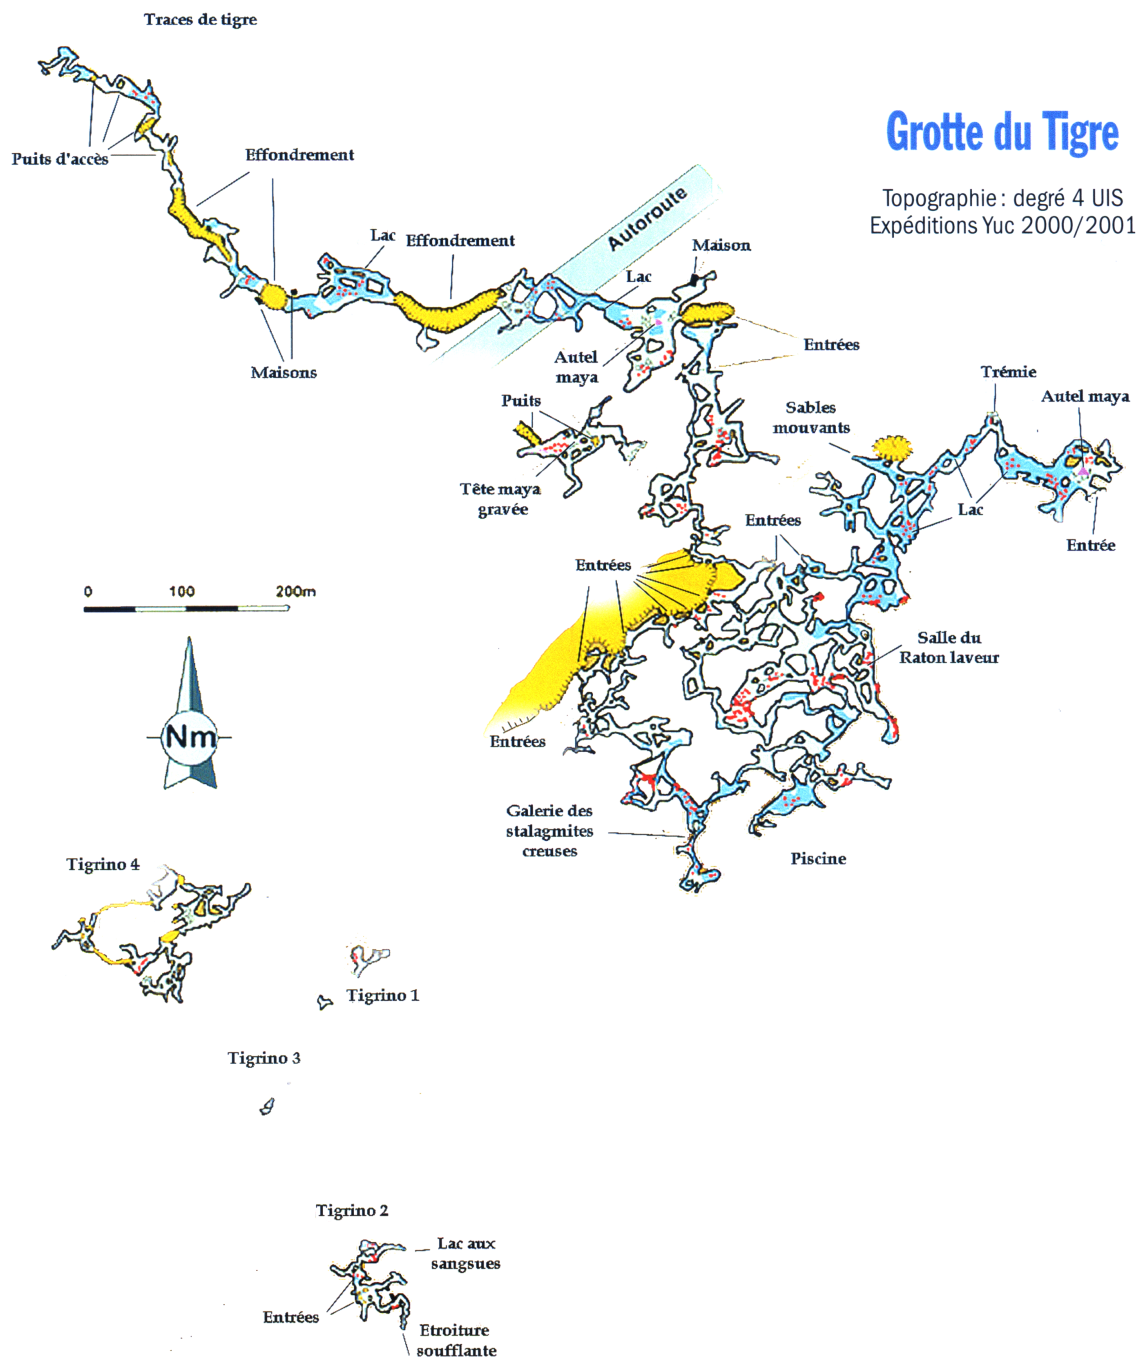 Traces de tigre
Grotte du Tigre
Topographie : degré 4 UIS
Expéditions Yuc 2000/2001
Puits d'accès
Effondrement
Autoroute
Lac
Effondrement
Maison
Lac
Entrées
Autel
maya
Maisons
Trémie
Autel maya
Puits
Sables
mouvants
Tête maya
gravée
Lac
Entrées
Entrée
Entrées
0 100 200m
Salle du
Raton laveur
Nm
Entrées
Galerie des
stalagmites
creuses
Piscine
Tigrino 4
Tigrino 1
Tigrino 3
Tigrino 2
Lac aux
sangsues
Entrées
Etroiture
soufflante